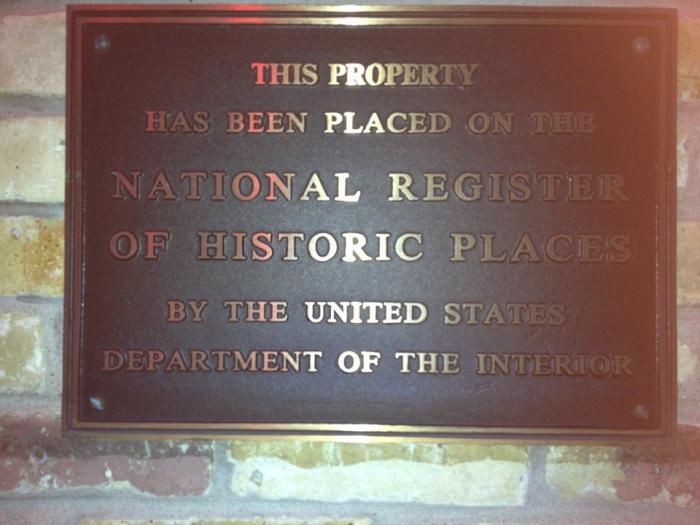 THIS PROPERTY
HAS BEEN PLACED ON THE
NATIONAL REGISTER
OF HISTORIC PLACES
BY THE UNITED STATES
DEPARTMENT OF THE INTERIOR